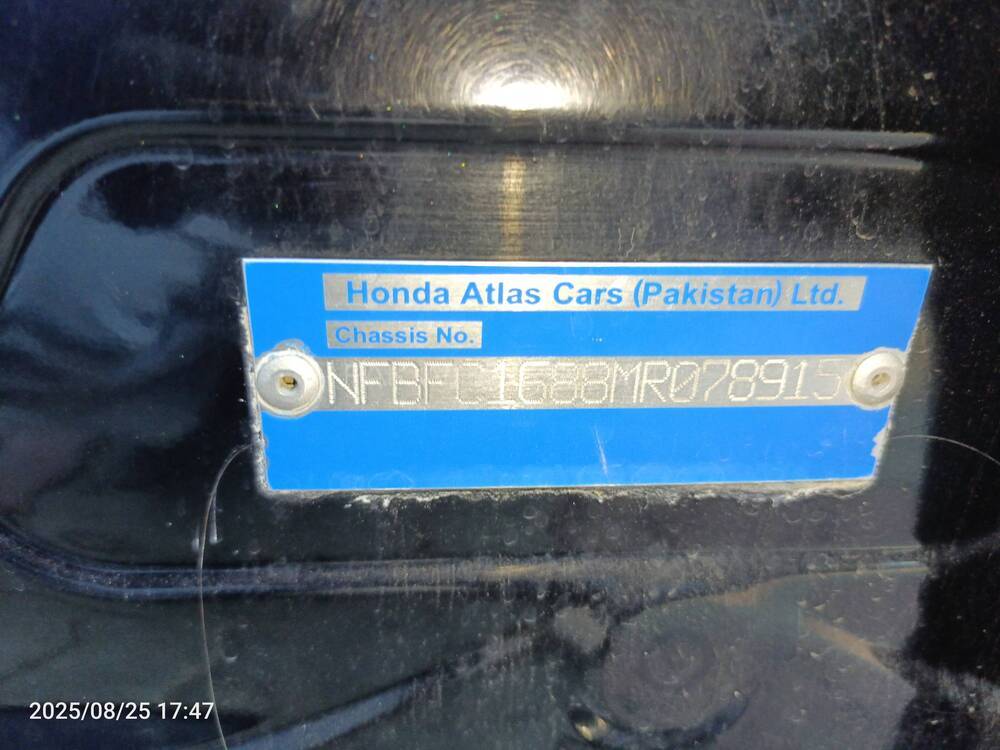 Honda Atlas Cars (Pakistan) Ltd.
Chassis No.
NFBFC1688MR078915
2025/08/25 17:47